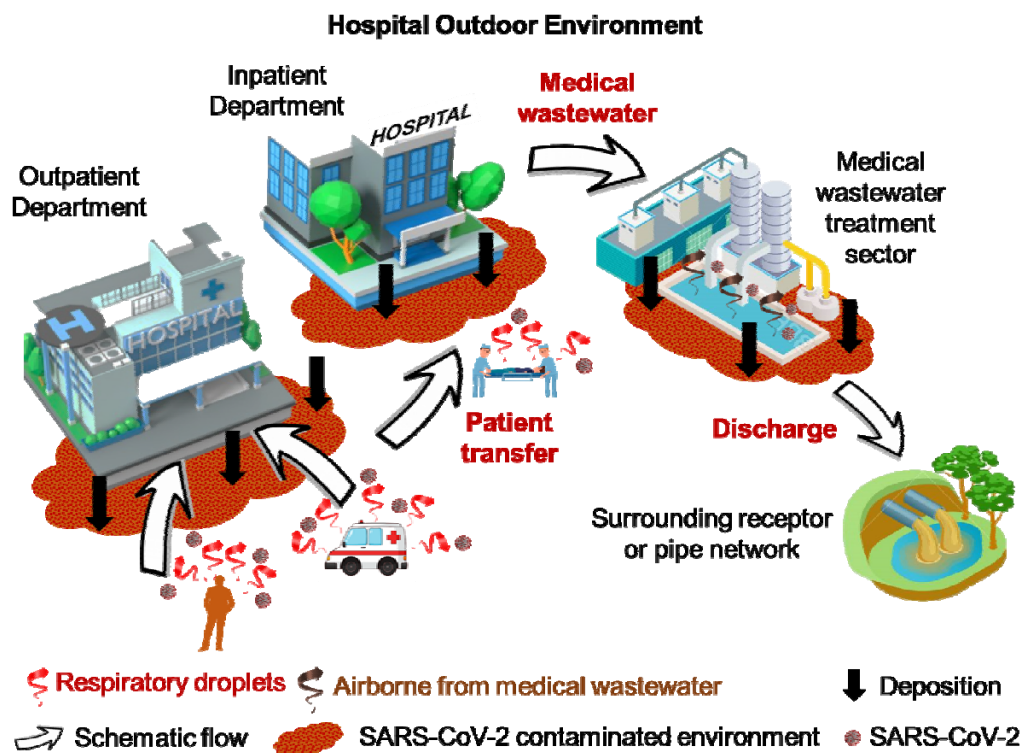 Hospital Outdoor Environment
Inpatient
Department
HOSPITAL
Medical
wastewater
Outpatient
Department
Medical
wastewater
treatment
sector
H
HOSPITAL
Patient
transfer
Discharge
Surrounding receptor
or pipe network
Respiratory droplets
Airborne from medical wastewater
Deposition
Schematic flow
SARS-CoV-2 contaminated environment
SARS-CoV-2